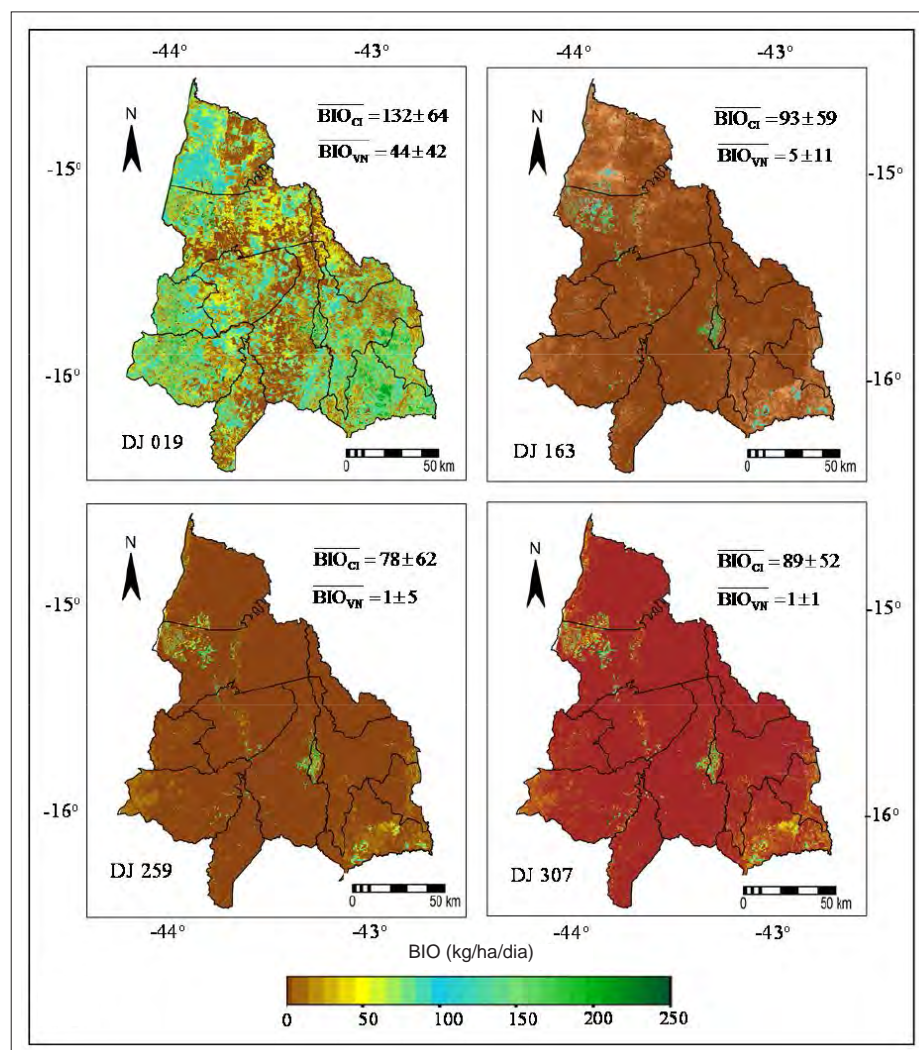 -44° -43° -44° -43°
N
BIO_CI = 132±64
BIO_VN = 44±42
-15°
-16°
DJ 019
0 50 km
N
BIO_CI = 93±59
BIO_VN = 5±11
-15°
-16°
DJ 163
0 50 km
N
BIO_CI = 78±62
BIO_VN = 1±5
-15°
-16°
DJ 259
0 50 km
N
BIO_CI = 89±52
BIO_VN = 1±1
-15°
-16°
DJ 307
0 50 km
-44° -43° -44° -43°
BIO (kg/ha/dia)
0 50 100 150 200 250